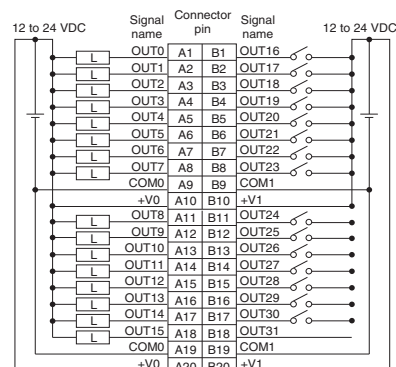 Signal name Connector pin Signal name
12 to 24 VDC 12 to 24 VDC
L OUT0 A1 B1 OUT16
L OUT1 A2 B2 OUT17
L OUT2 A3 B3 OUT18
L OUT3 A4 B4 OUT19
L OUT4 A5 B5 OUT20
L OUT5 A6 B6 OUT21
L OUT6 A7 B7 OUT22
L OUT7 A8 B8 OUT23
COM0 A9 B9 COM1
+V0 A10 B10 +V1
L OUT8 A11 B11 OUT24
L OUT9 A12 B12 OUT25
L OUT10 A13 B13 OUT26
L OUT11 A14 B14 OUT27
L OUT12 A15 B15 OUT28
L OUT13 A16 B16 OUT29
L OUT14 A17 B17 OUT30
L OUT15 A18 B18 OUT31
COM0 A19 B19 COM1
+V0 A20 B20 +V1